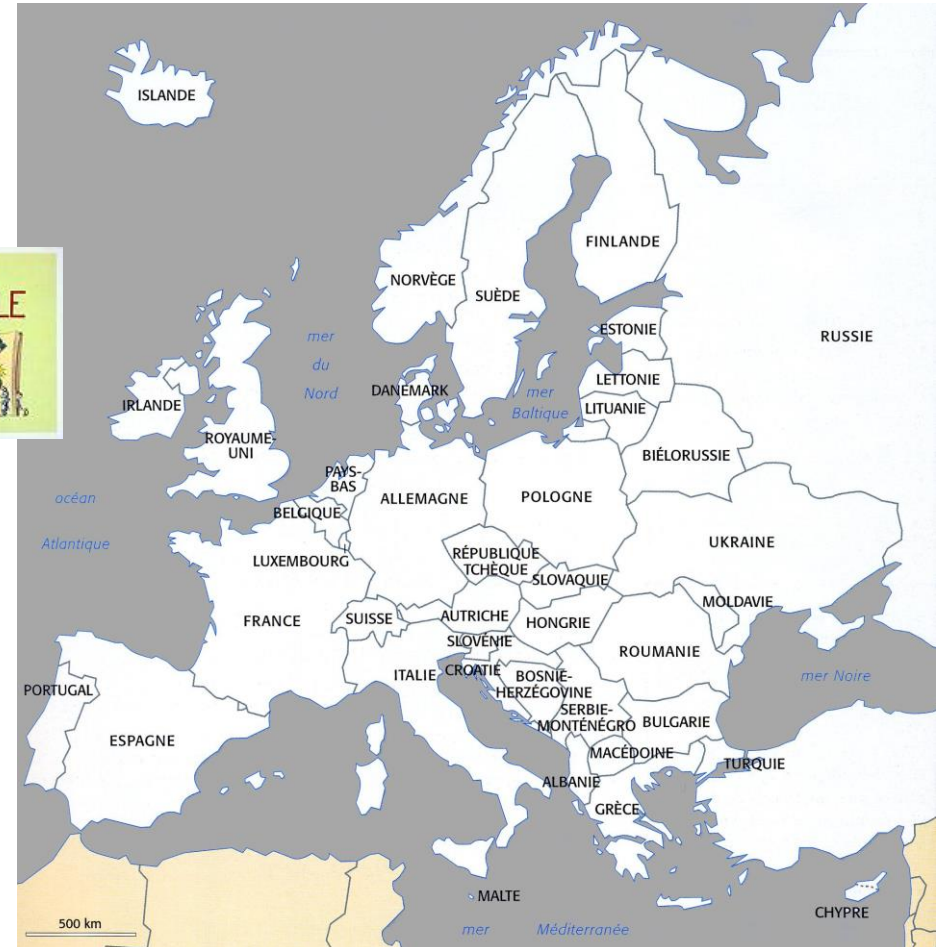 ISLANDE
FINLANDE
NORVÈGE
SUÈDE
LE
mer
du
Nord
ESTONIE
RUSSIE
LETTONIE
DANEMARK
mer
Baltique
LITUANIE
IRLANDE
ROYAUME-
UNI
BIÉLORUSSIE
PAYS-
BAS
ALLEMAGNE
POLOGNE
océan
Atlantique
BELGIQUE
UKRAINE
LUXEMBOURG
RÉPUBLIQUE
TCHÈQUE
SLOVAQUIE
MOLDAVIE
FRANCE
SUISSE
AUTRICHE
HONGRIE
SLOVÉNIE
ROUMANIE
ITALIE
CROATIE
BOSNIE-
HERZÉGOVINE
mer Noire
PORTUGAL
SERBIE-
MONTÉNÉGRO
BULGARIE
ESPAGNE
MACÉDOINE
TURQUIE
ALBANIE
GRÈCE
MALTE
CHYPRE
500 km
mer Méditerranée